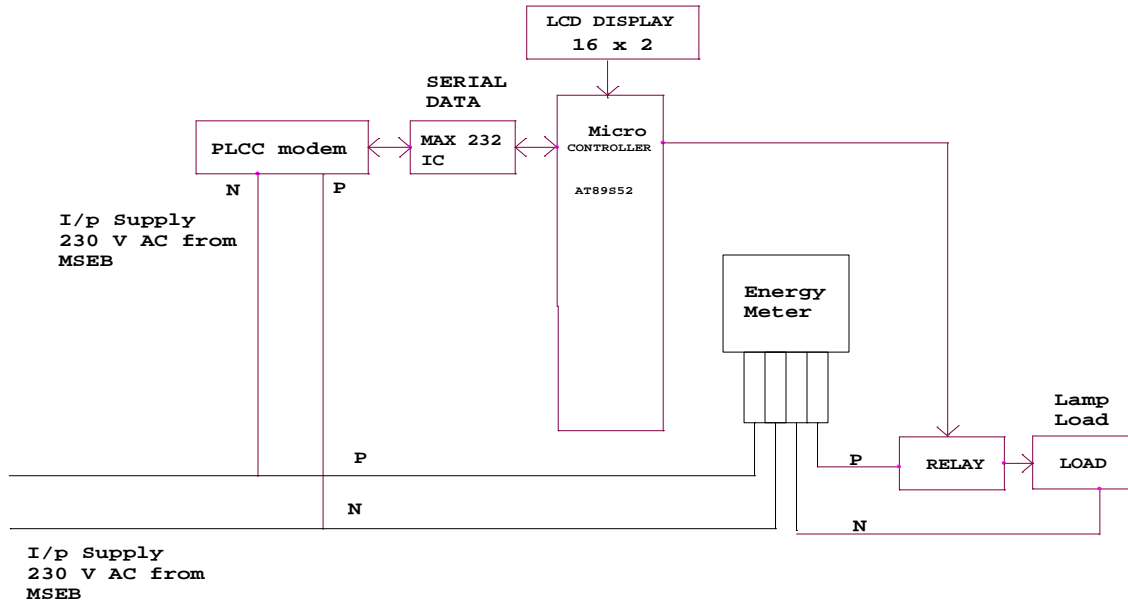 LCD DISPLAY
16 x 2
SERIAL
DATA
PLCC modem
MAX 232
IC
Micro
CONTROLLER
AT89S52
N
P
I/p Supply
230 V AC from
MSEB
Energy
Meter
Lamp
Load
P
P
RELAY
LOAD
N
N
I/p Supply
230 V AC from
MSEB